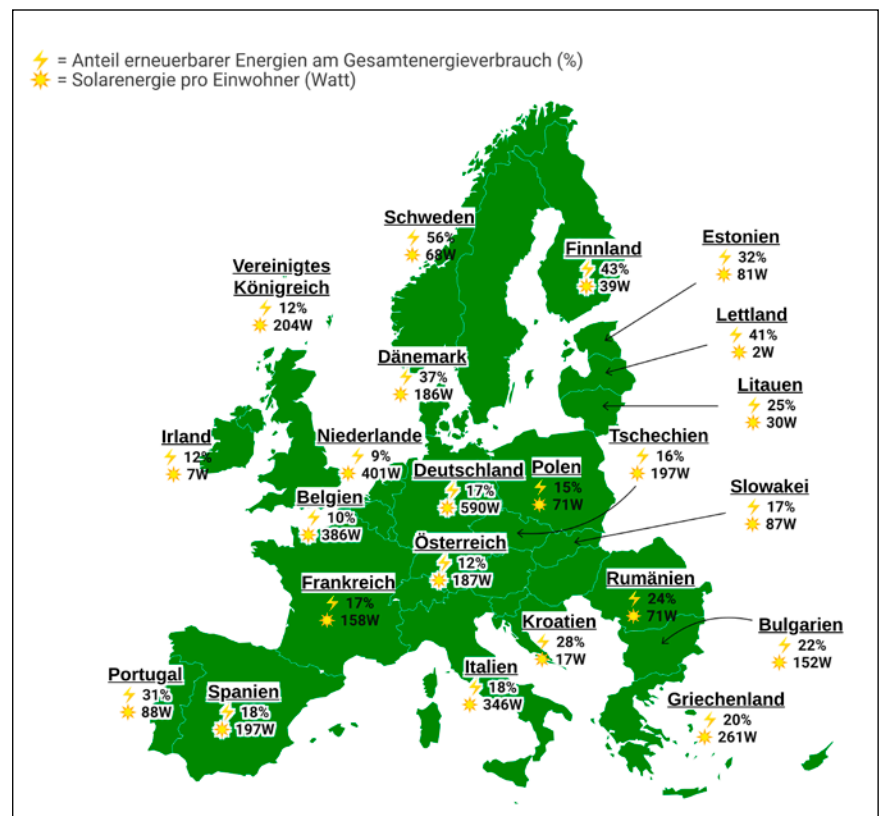 = Anteil erneuerbarer Energien am Gesamtenergieverbrauch (%)
= Solarenergie pro Einwohner (Watt)
Schweden
56%
68W
Finnland
43%
39W
Estonien
32%
81W
Vereinigtes
Königreich
12%
204W
Lettland
41%
2W
Dänemark
37%
186W
Litauen
25%
30W
Irland
12%
7W
Niederlande
9%
401W
Deutschland
17%
590W
Polen
15%
71W
Tschechien
16%
197W
Belgien
10%
386W
Slowakei
17%
87W
Österreich
12%
187W
Frankreich
17%
158W
Rumänien
24%
71W
Kroatien
28%
17W
Bulgarien
22%
152W
Portugal
31%
88W
Spanien
18%
197W
Italien
18%
346W
Griechenland
20%
261W